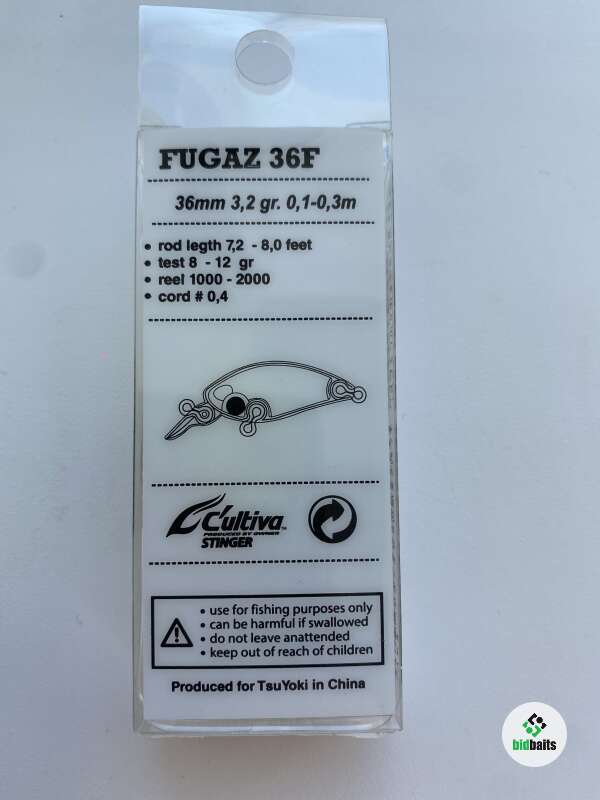 FUGAZ 36F
36mm 3,2 gr. 0,1-0,3m
• rod legth 7,2 - 8,0 feet
• test 8 - 12 gr
• reel 1000 - 2000
• cord # 0,4
C'ultiva™
PRODUCED BY OWNER
STINGER
• use for fishing purposes only
• can be harmful if swallowed
• do not leave anattended
• keep out of reach of children
Produced for TsuYoki in China
bidbaits